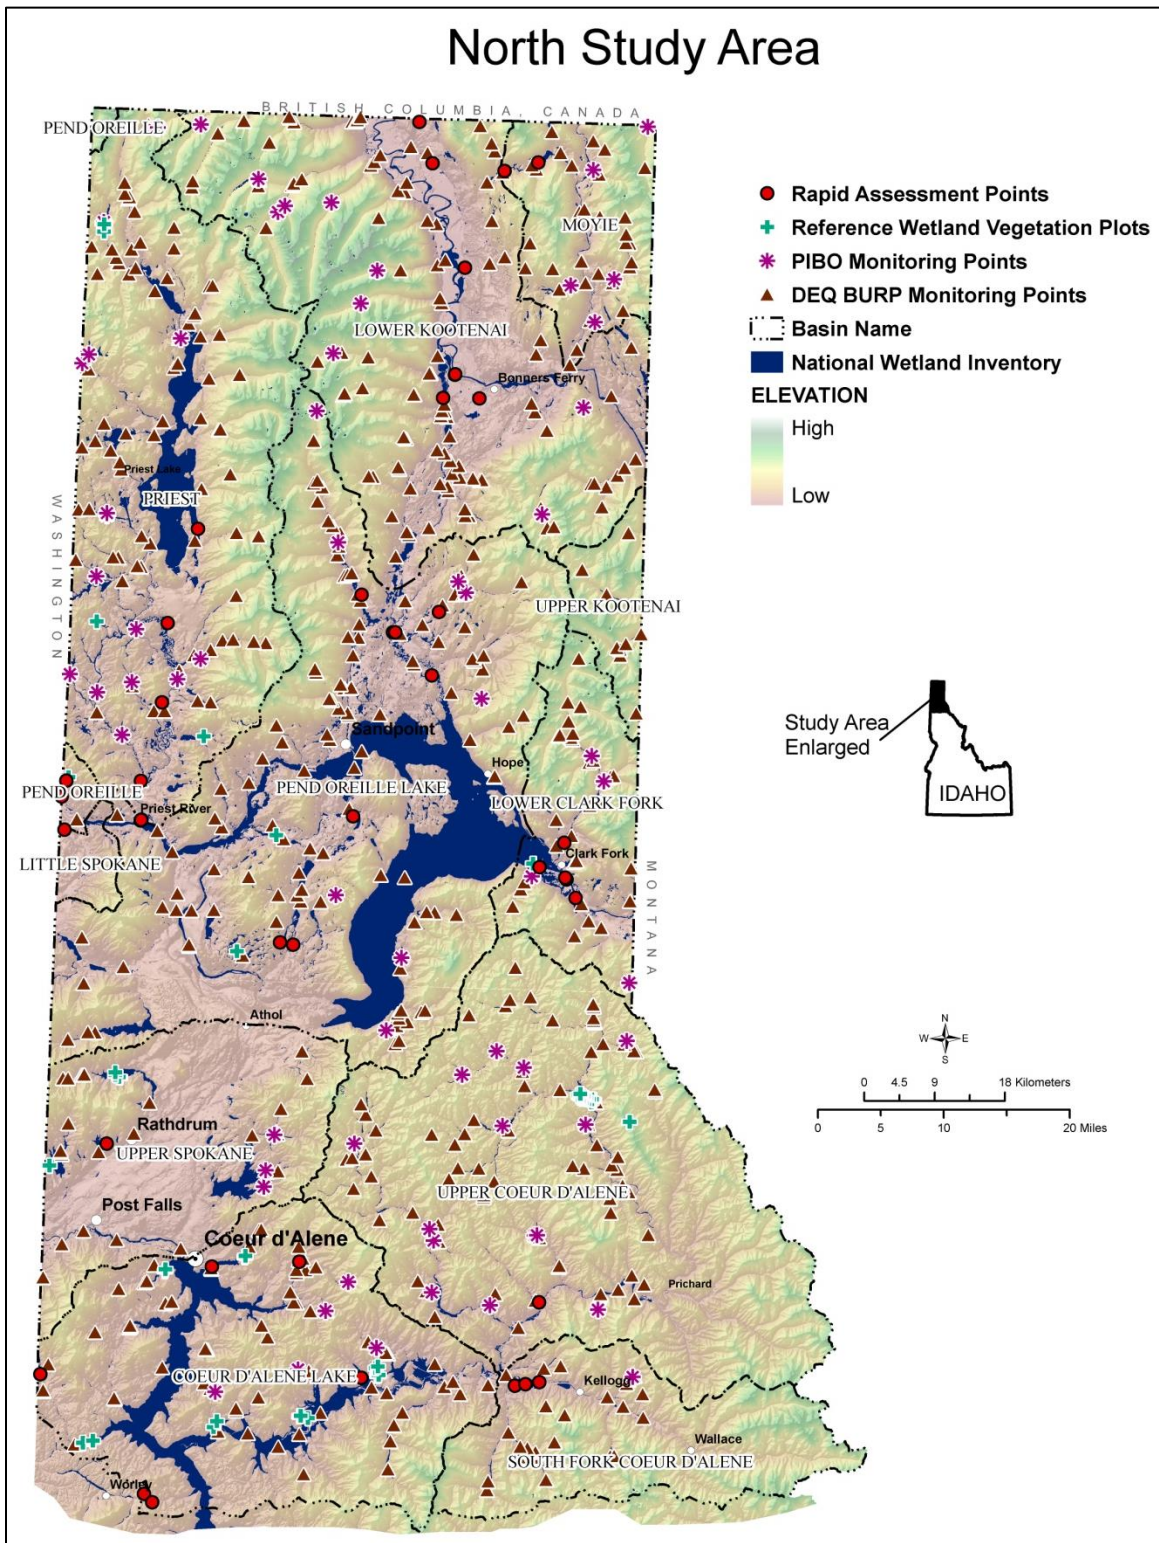 North Study Area
BRITISH COLUMBIA, CANADA
PEND OREILLE
MOYIE
LOWER KOOTENAI
Bonners Ferry
Priest Lake
PRIEST
WASHINGTON
UPPER KOOTENAI
Sandpoint
Hope
PEND OREILLE
PEND OREILLE LAKE
LOWER CLARK FORK
Priest River
LITTLE SPOKANE
Clark Fork
MONTANA
Athol
Rathdrum
UPPER SPOKANE
UPPER COEUR D'ALENE
Post Falls
Coeur d'Alene
Prichard
COEUR D'ALENE LAKE
Kellogg
Wallace
SOUTH FORK COEUR D'ALENE
Worley
Rapid Assessment Points
Reference Wetland Vegetation Plots
PIBO Monitoring Points
DEQ BURP Monitoring Points
Basin Name
National Wetland Inventory
ELEVATION
High
Low
Study Area
Enlarged
IDAHO
N
W E
S
0 4.5 9 18 Kilometers
0 5 10 20 Miles